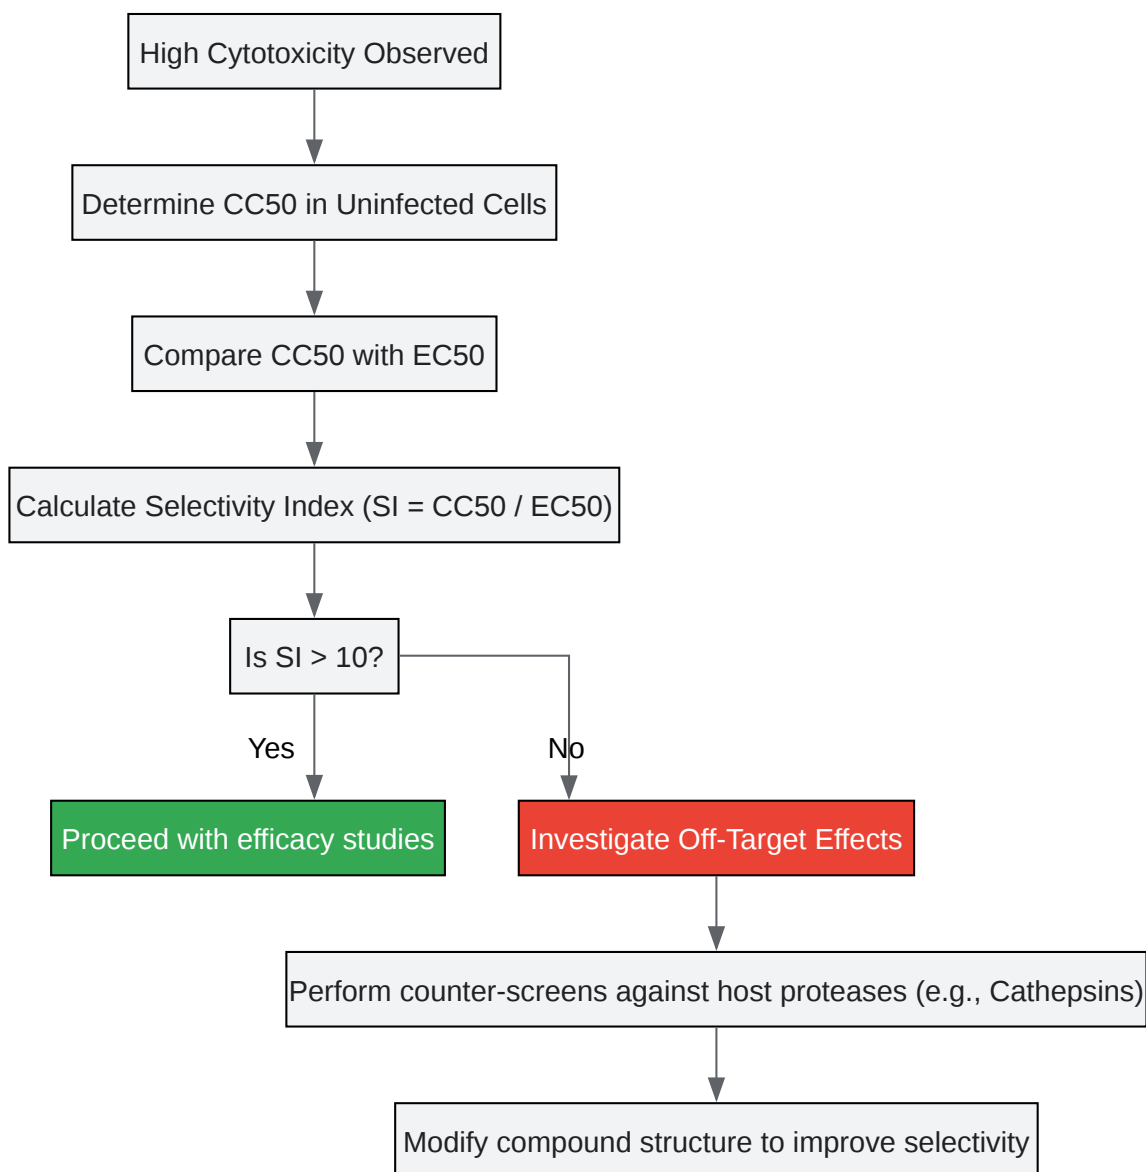 High Cytotoxicity Observed
Determine CC50 in Uninfected Cells
Compare CC50 with EC50
Calculate Selectivity Index (SI = CC50 / EC50)
Is SI > 10?
Yes
No
Proceed with efficacy studies
Investigate Off-Target Effects
Perform counter-screens against host proteases (e.g., Cathepsins)
Modify compound structure to improve selectivity